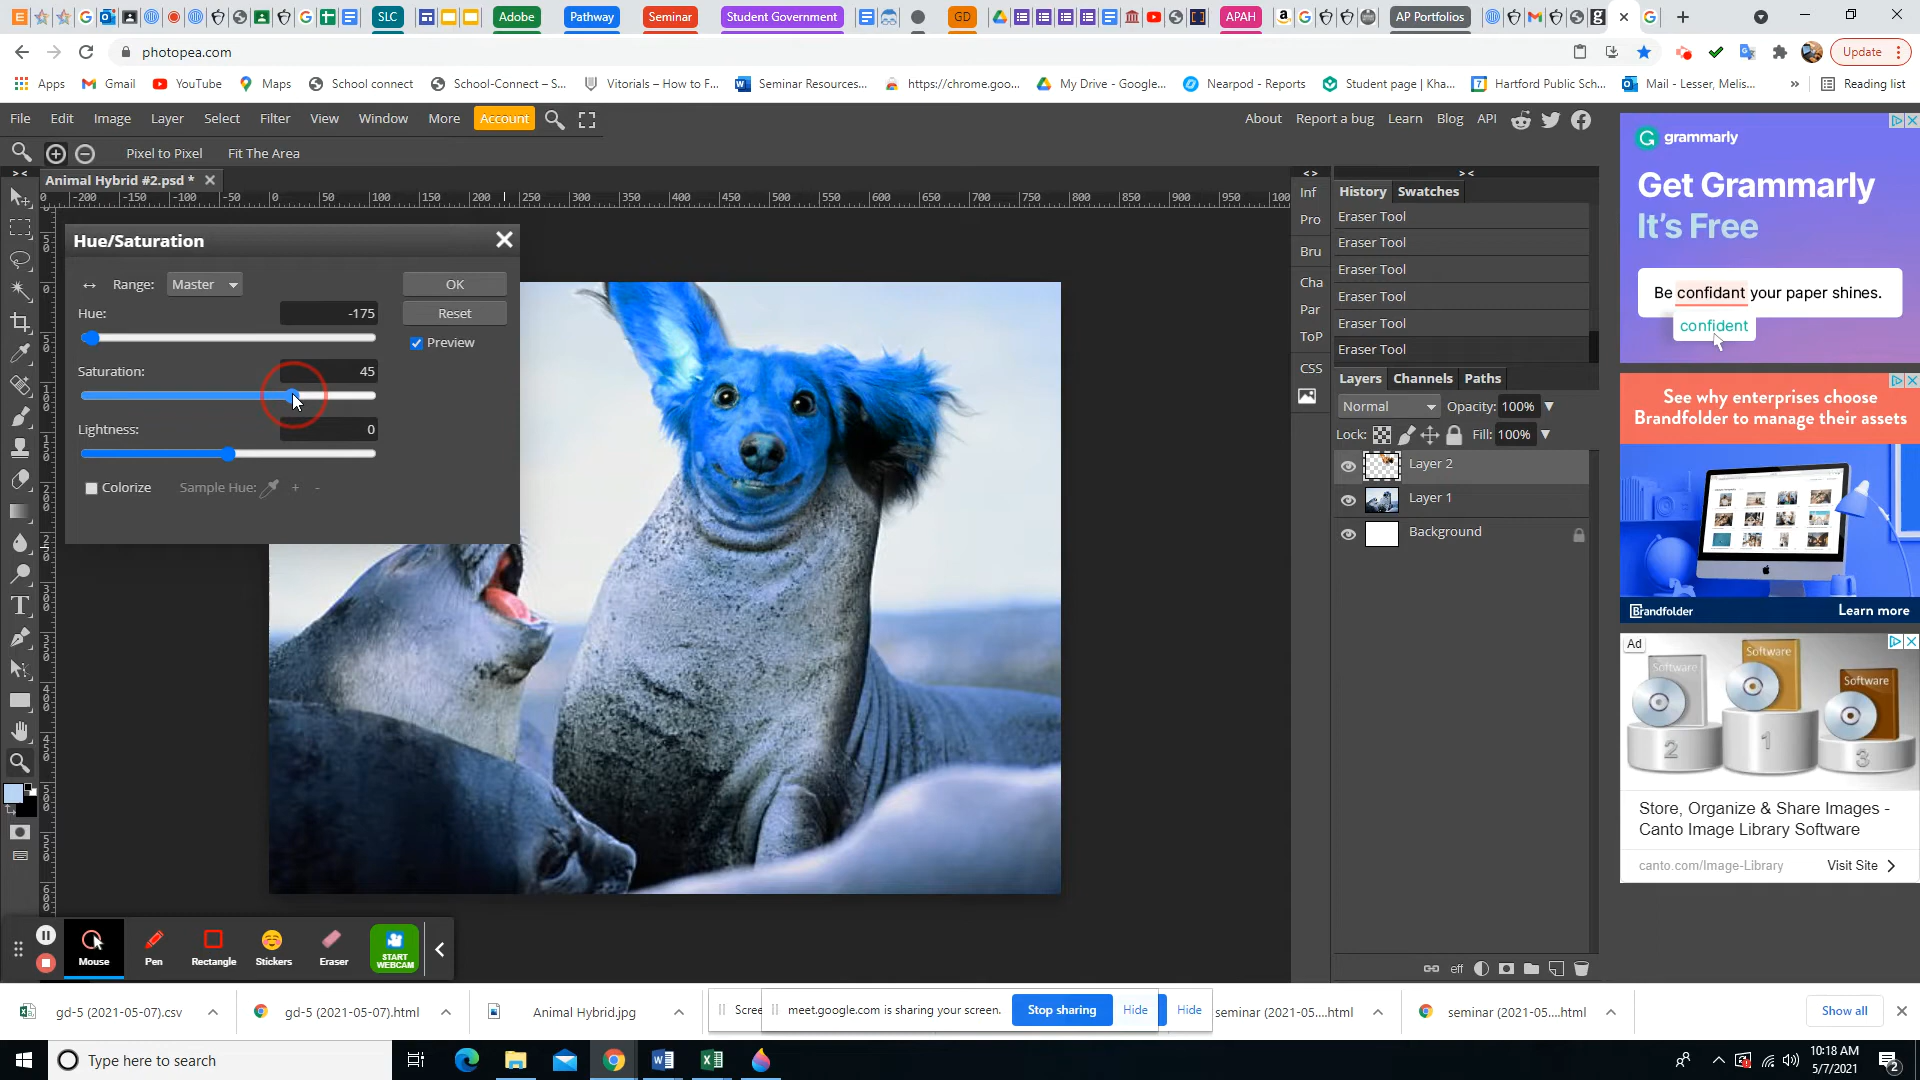 SLC
Adobe
Pathway
Seminar
Student Government
GD
APAH
AP Portfolios
photopea.com
Update
Apps
Gmail
YouTube
Maps
School connect
School-Connect – S...
Vitorials – How to F...
Seminar Resources...
https://chrome.goo...
My Drive - Google...
Nearpod - Reports
Student page | Kha...
Hartford Public Sch...
Mail - Lesser, Melis...
»
Reading list
File Edit Image Layer Select Filter View Window More Account
About Report a bug Learn Blog API
Pixel to Pixel Fit The Area
Animal Hybrid #2.psd *
Hue/Saturation
Range: Master
OK
Hue: -175
Reset
Preview
Saturation: 45
Lightness: 0
Colorize Sample Hue: + -
Inf
Pro
Bru
Cha
Par
ToP
CSS
History Swatches
Eraser Tool
Eraser Tool
Eraser Tool
Eraser Tool
Eraser Tool
Eraser Tool
Layers Channels Paths
Normal Opacity: 100%
Lock: Fill: 100%
Layer 2
Layer 1
Background
eff
grammarly
Get Grammarly
It's Free
Be confidant your paper shines.
confident
See why enterprises choose
Brandfolder to manage their assets
Brandfolder Learn more
Ad
Software
Software
Software
2 1 3
Store, Organize & Share Images -
Canto Image Library Software
canto.com/Image-Library Visit Site
Mouse Pen Rectangle Stickers Eraser START WEBCAM
gd-5 (2021-05-07).csv
gd-5 (2021-05-07).html
Animal Hybrid.jpg
Scree
meet.google.com is sharing your screen.
Stop sharing
Hide
Hide
seminar (2021-05....html
seminar (2021-05....html
Show all
Type here to search
10:18 AM
5/7/2021
2